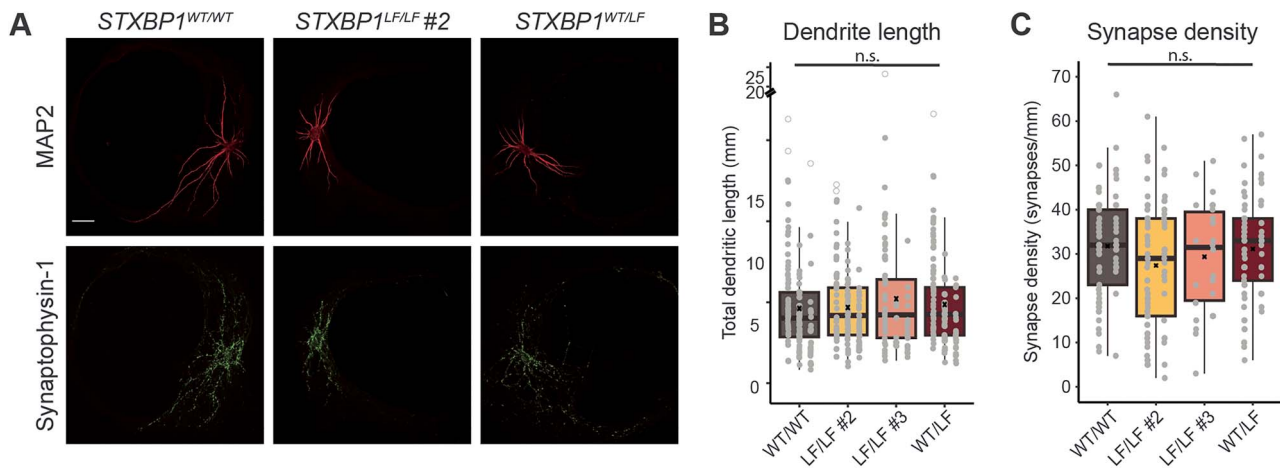 A
STXBP1WT/WT
STXBP1LF/LF #2
STXBP1WT/LF
MAP2
Synaptophysin-1
B
Dendrite length
n.s.
Total dendritic length (mm)
25
20
15
10
5
0
WT/WT
LF/LF #2
LF/LF #3
WT/LF
C
Synapse density
n.s.
Synapse density (synapses/mm)
70
60
50
40
30
20
10
0
WT/WT
LF/LF #2
LF/LF #3
WT/LF